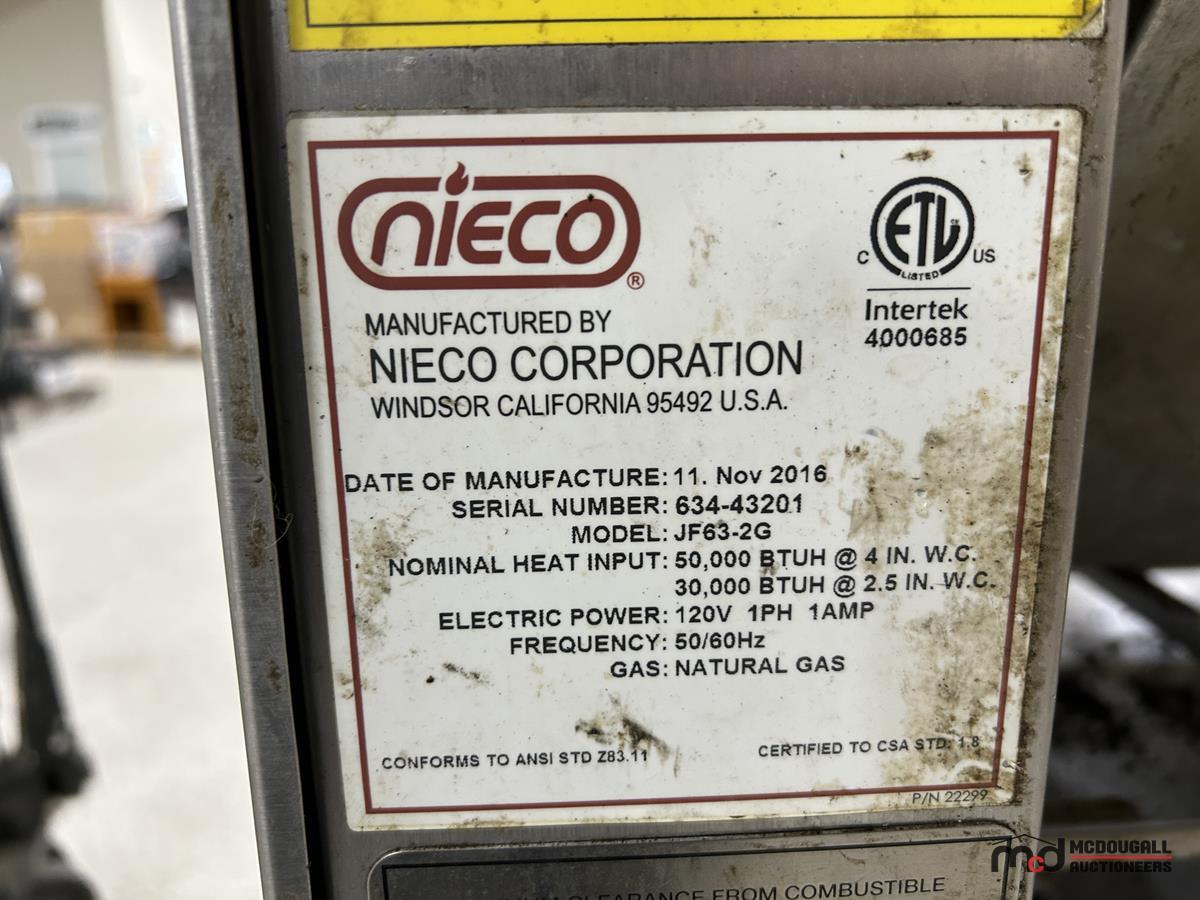 NIECO ®
C ETL CM US
LISTED
Intertek
4000685
MANUFACTURED BY
NIECO CORPORATION
WINDSOR CALIFORNIA 95492 U.S.A.
DATE OF MANUFACTURE: 11. Nov 2016
SERIAL NUMBER: 634-43201
MODEL: JF63-2G
NOMINAL HEAT INPUT: 50,000 BTUH @ 4 IN. W.C.
30,000 BTUH @ 2.5 IN. W.C.
ELECTRIC POWER: 120V 1PH 1AMP
FREQUENCY: 50/60Hz
GAS: NATURAL GAS
CONFORMS TO ANSI STD Z83.11
CERTIFIED TO CSA STD: 1.8
P/N 22299
CLEARANCE FROM COMBUSTIBLE
mcd MCDOUGALL
AUCTIONEERS